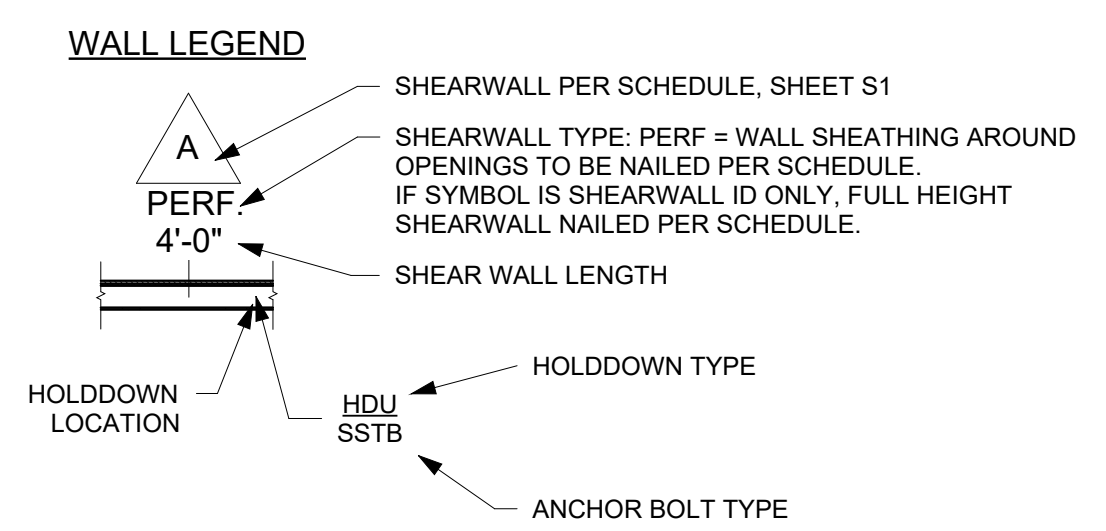 WALL LEGEND
SHEARWALL PER SCHEDULE, SHEET S1
A
SHEARWALL TYPE: PERF = WALL SHEATHING AROUND
OPENINGS TO BE NAILED PER SCHEDULE.
IF SYMBOL IS SHEARWALL ID ONLY, FULL HEIGHT
SHEARWALL NAILED PER SCHEDULE.
PERF.
4'-0"
SHEAR WALL LENGTH
HOLDDOWN TYPE
HOLDDOWN
LOCATION
HDU
SSTB
ANCHOR BOLT TYPE